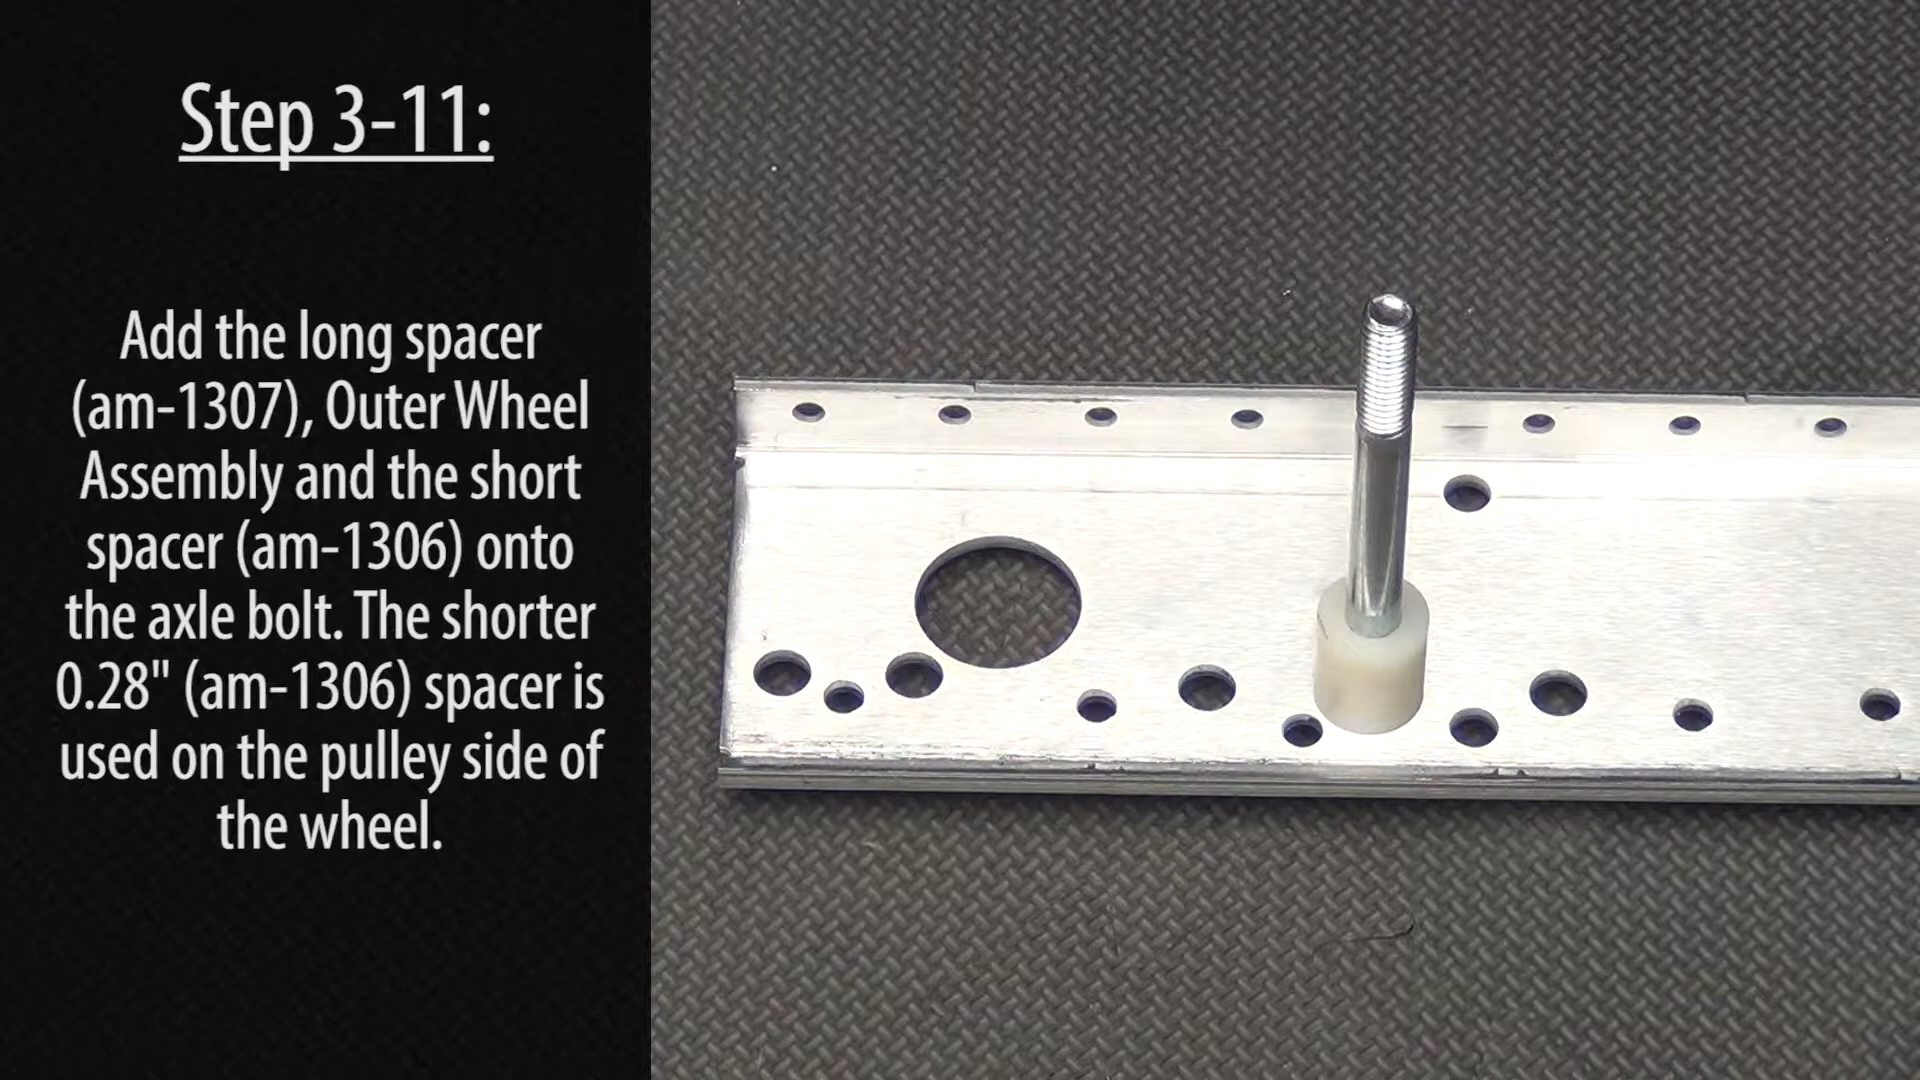 Step 3-11:
Add the long spacer
(am-1307), Outer Wheel
Assembly and the short
spacer (am-1306) onto
the axle bolt. The shorter
0.28" (am-1306) spacer is
used on the pulley side of
the wheel.